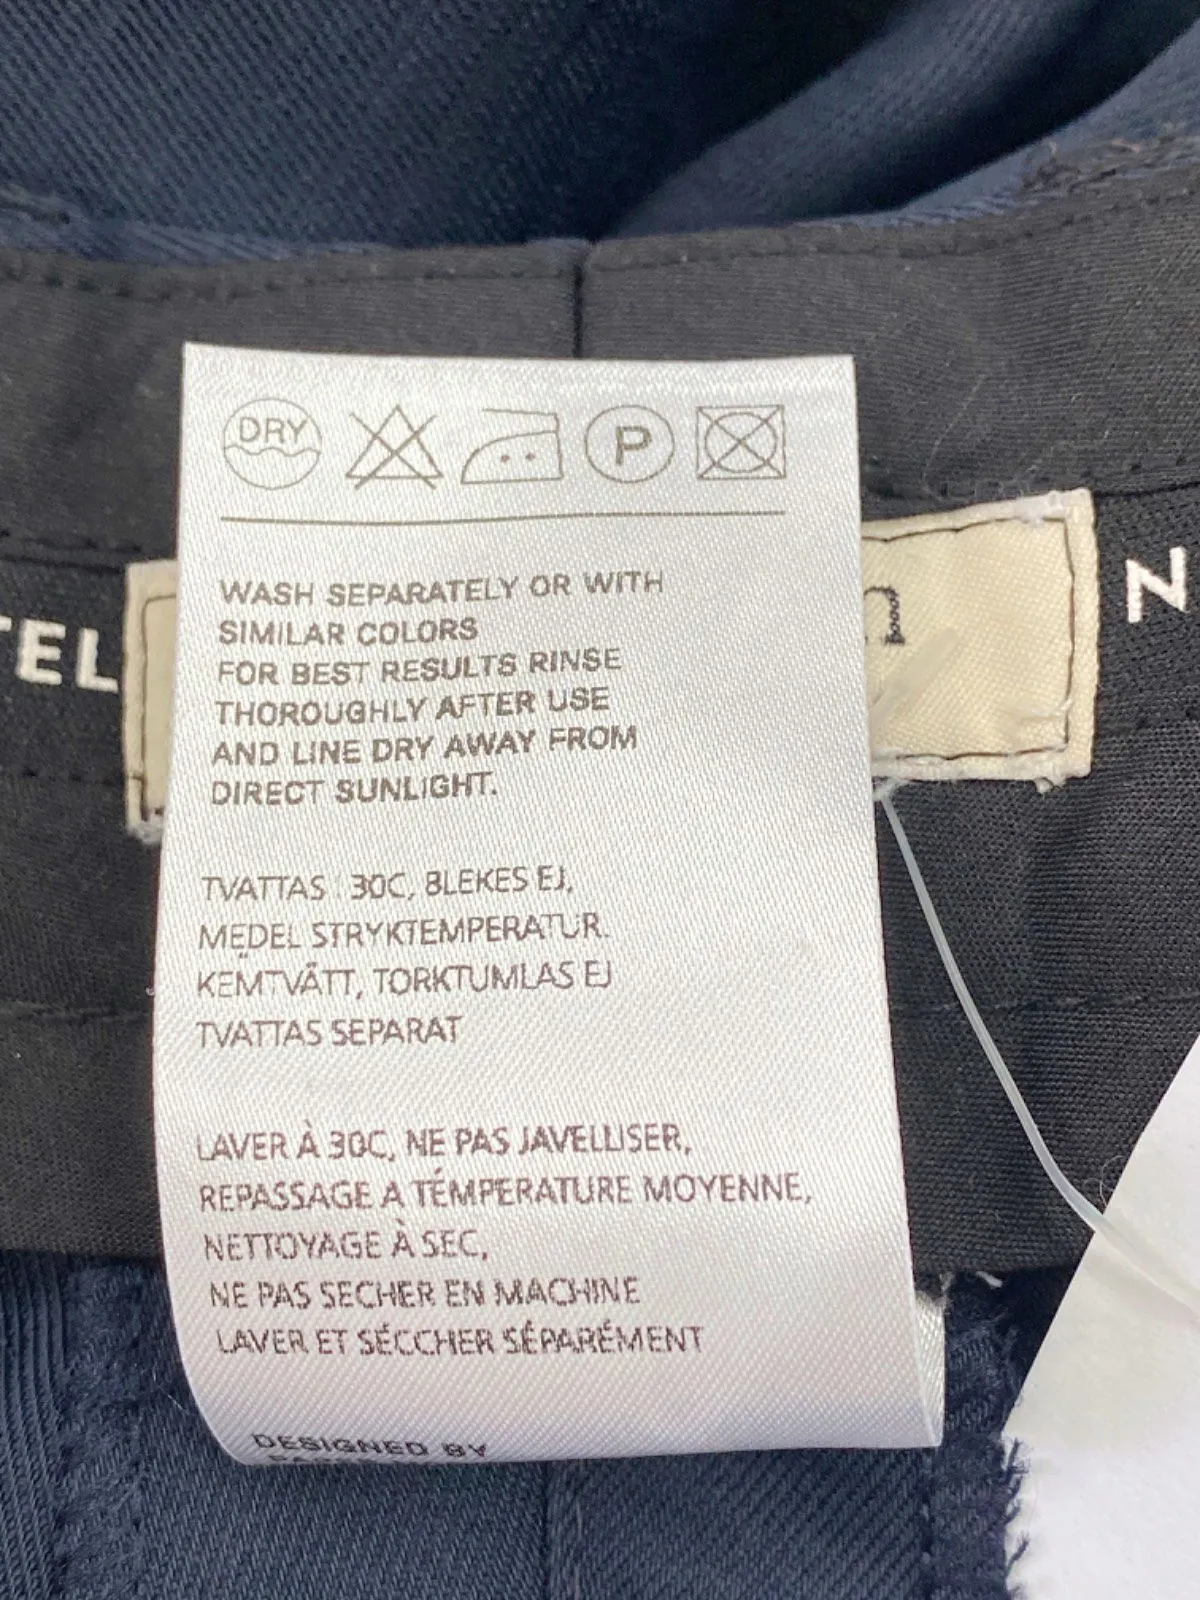 DRY
P
WASH SEPARATELY OR WITH
SIMILAR COLORS
FOR BEST RESULTS RINSE
THOROUGHLY AFTER USE
AND LINE DRY AWAY FROM
DIRECT SUNLIGHT.
TVATTAS : 30C, BLEKES EJ,
MEDEL STRYKTEMPERATUR.
KEMTVÄTT, TORKTUMLAS EJ
TVATTAS SEPARAT
LAVER À 30C, NE PAS JAVELLISER,
REPASSAGE A TÉMPERATURE MOYENNE,
NETTOYAGE À SEC,
NE PAS SECHER EN MACHINE
LAVER ET SÉCCHER SÉPARÉMENT
DESIGNED BY
TEL
N